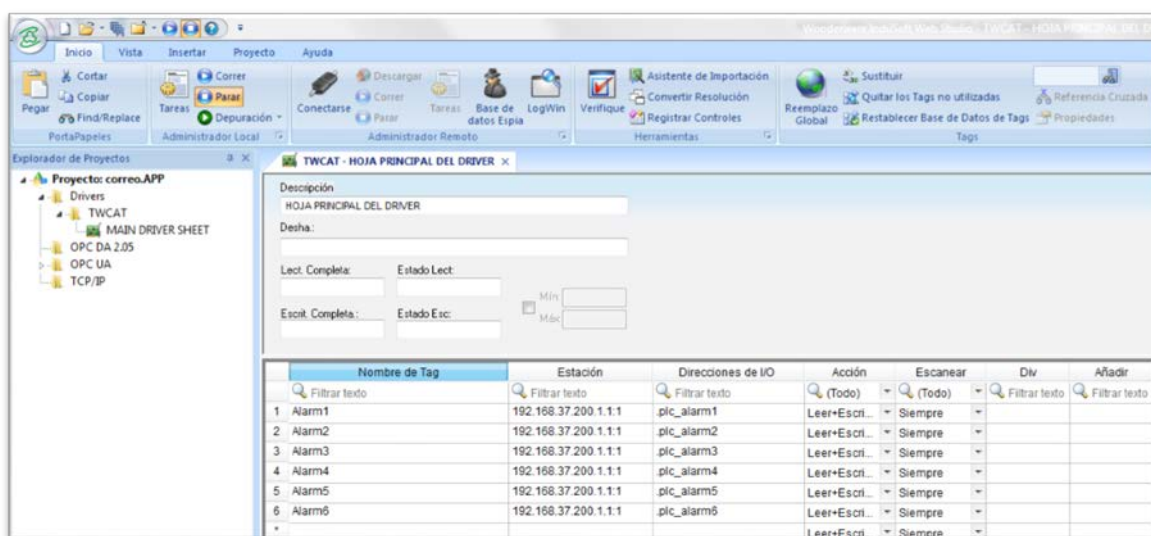 Wonderware InduSoft Web Studio - TWCAT - HOJA PRINCIPAL DEL D
Inicio Vista Insertar Proyecto Ayuda
Pegar
Cortar
Copiar
Find/Replace
PortaPapeles
Tareas
Correr
Parar
Depuración
Administrador Local
Conectarse
Descargar
Correr
Parar
Tareas
Base de datos Espía
LogWin
Administrador Remoto
Verifique
Asistente de Importación
Convertir Resolución
Registrar Controles
Herramientas
Reemplazo Global
Sustituir
Quitar los Tags no utilizadas
Restablecer Base de Datos de Tags
Referencia Cruzada
Propiedades
Tags
Explorador de Proyectos
Proyecto: correo.APP
Drivers
TWCAT
MAIN DRIVER SHEET
OPC DA 2.05
OPC UA
TCP/IP
TWCAT - HOJA PRINCIPAL DEL DRIVER
Descripción
HOJA PRINCIPAL DEL DRIVER
Desha.:
Lect. Completa: Estado Lect:
Escrit. Completa.: Estado Esc:
Mín:
Máx:
Nombre de Tag Estación Direcciones de I/O Acción Escanear Div Añadir
Filtrar texto Filtrar texto Filtrar texto (Todo) (Todo) Filtrar texto Filtrar texto
1 Alarm1 192.168.37.200.1.1:1 .plc_alarm1 Leer+Escri... Siempre
2 Alarm2 192.168.37.200.1.1:1 .plc_alarm2 Leer+Escri... Siempre
3 Alarm3 192.168.37.200.1.1:1 .plc_alarm3 Leer+Escri... Siempre
4 Alarm4 192.168.37.200.1.1:1 .plc_alarm4 Leer+Escri... Siempre
5 Alarm5 192.168.37.200.1.1:1 .plc_alarm5 Leer+Escri... Siempre
6 Alarm6 192.168.37.200.1.1:1 .plc_alarm6 Leer+Escri... Siempre
* Leer+Escri... Siempre